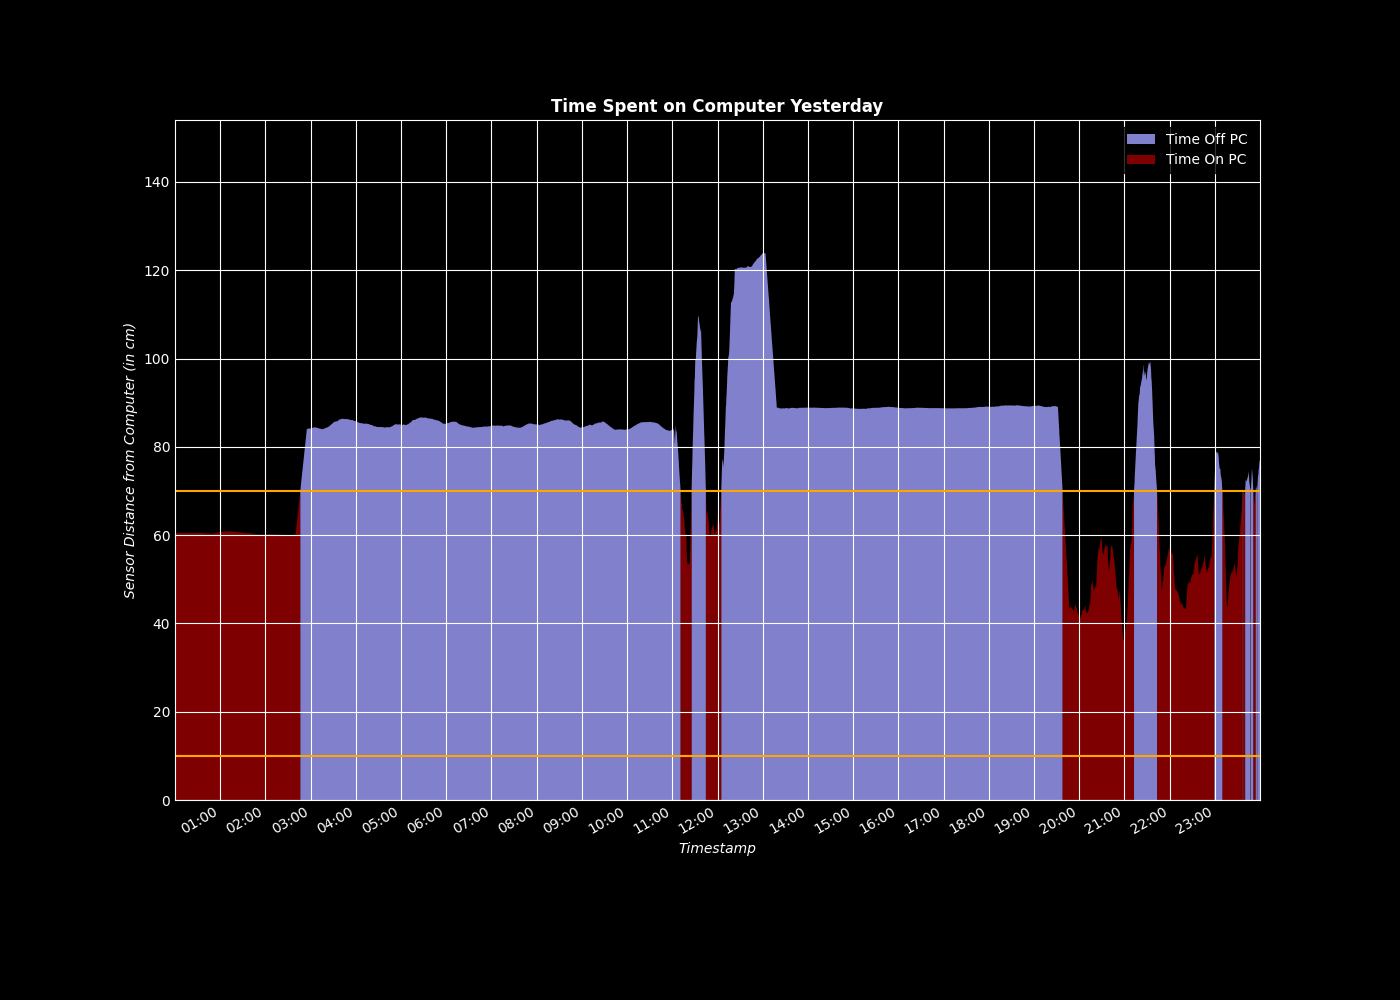 Time Spent on Computer Yesterday
Time Off PC
Time On PC
Sensor Distance from Computer (in cm)
140
120
100
80
60
40
20
0
01:00 02:00 03:00 04:00 05:00 06:00 07:00 08:00 09:00 10:00 11:00 12:00 13:00 14:00 15:00 16:00 17:00 18:00 19:00 20:00 21:00 22:00 23:00
Timestamp